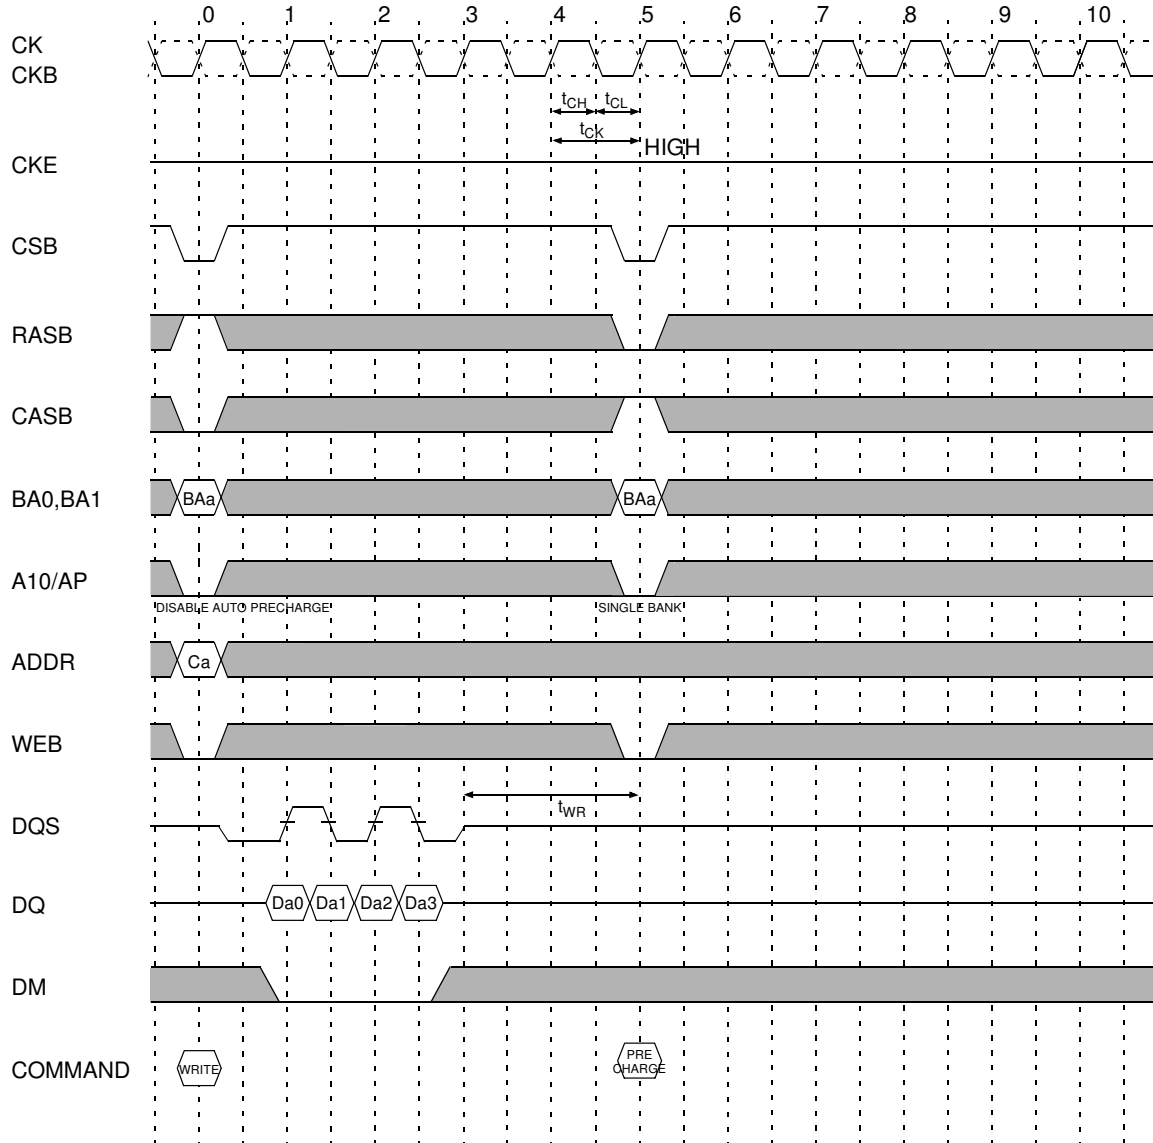 0 1 2 3 4 5 6 7 8 9 10
CK
CKB
tCH tCL
tCK
HIGH
CKE
CSB
RASB
CASB
BA0,BA1 BAa BAa
A10/AP
DISABLE AUTO PRECHARGE SINGLE BANK
ADDR Ca
WEB
tWR
DQS
DQ Da0 Da1 Da2 Da3
DM
COMMAND WRITE PRE
CHARGE